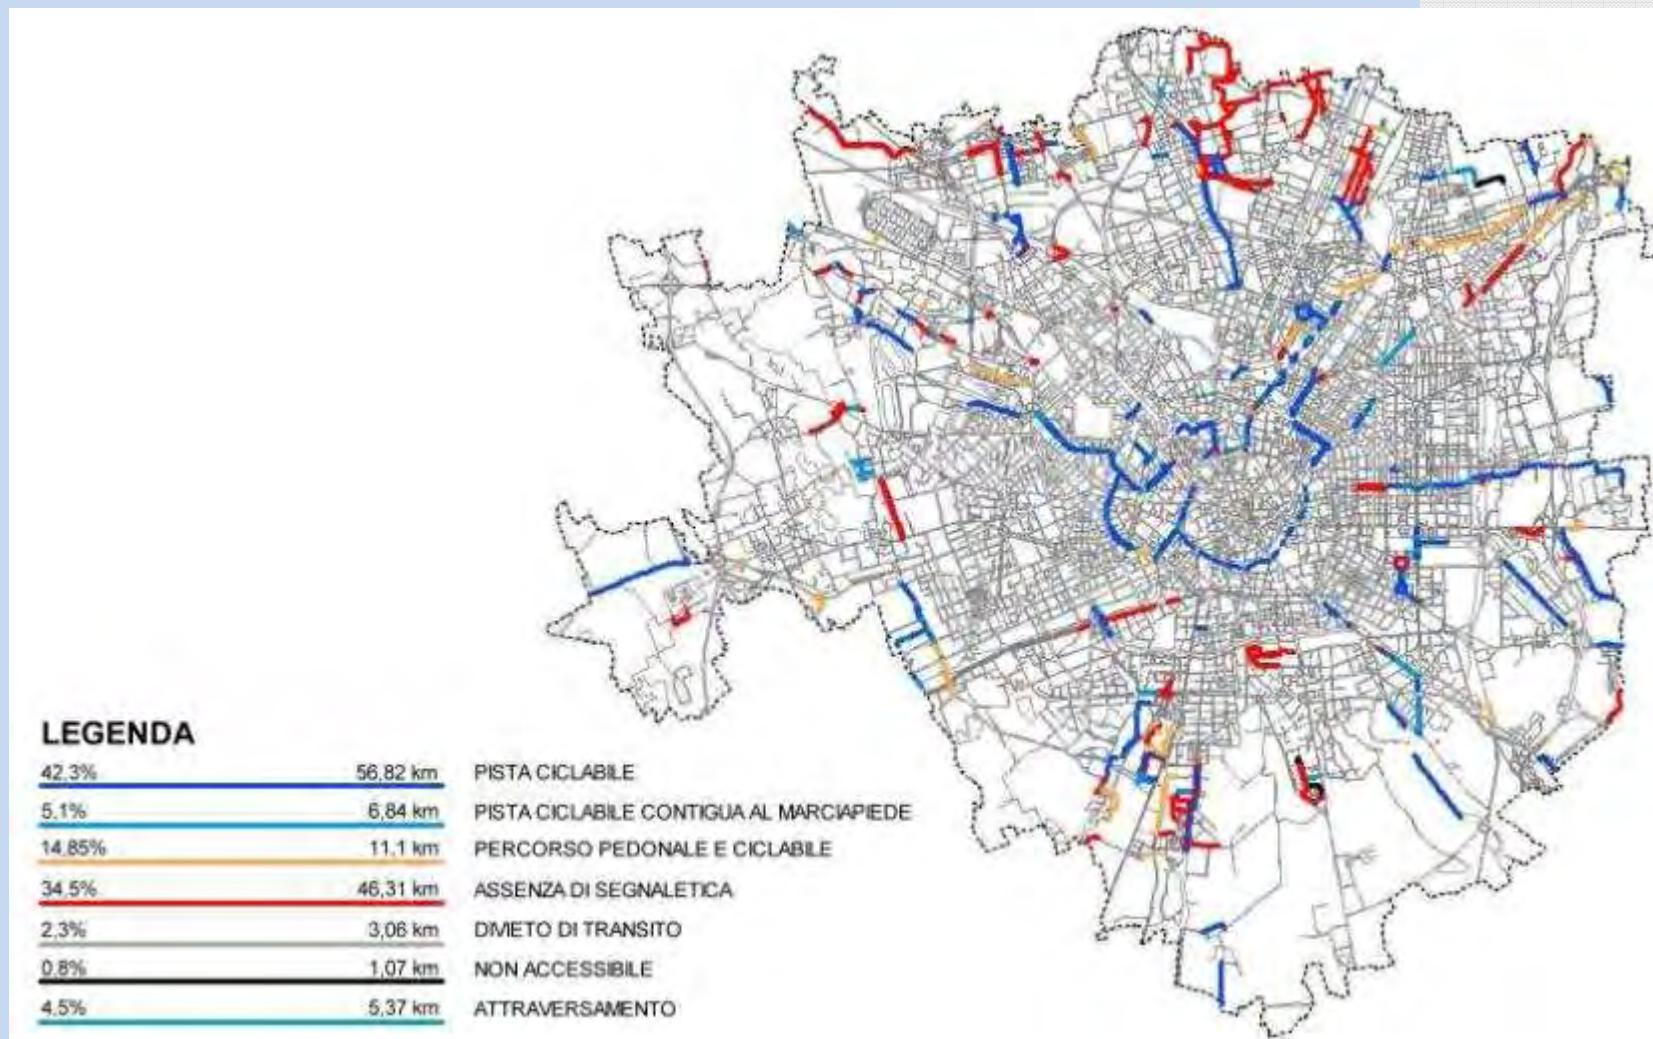 LEGENDA
42,3% 56,82 km PISTA CICLABILE
5,1% 6,84 km PISTA CICLABILE CONTIGUA AL MARCIAPIEDE
14,85% 11,1 km PERCORSO PEDONALE E CICLABILE
34,5% 46,31 km ASSENZA DI SEGNALETICA
2,3% 3,06 km DIVIETO DI TRANSITO
0,8% 1,07 km NON ACCESSIBILE
4,5% 5,37 km ATTRAVERSAMENTO